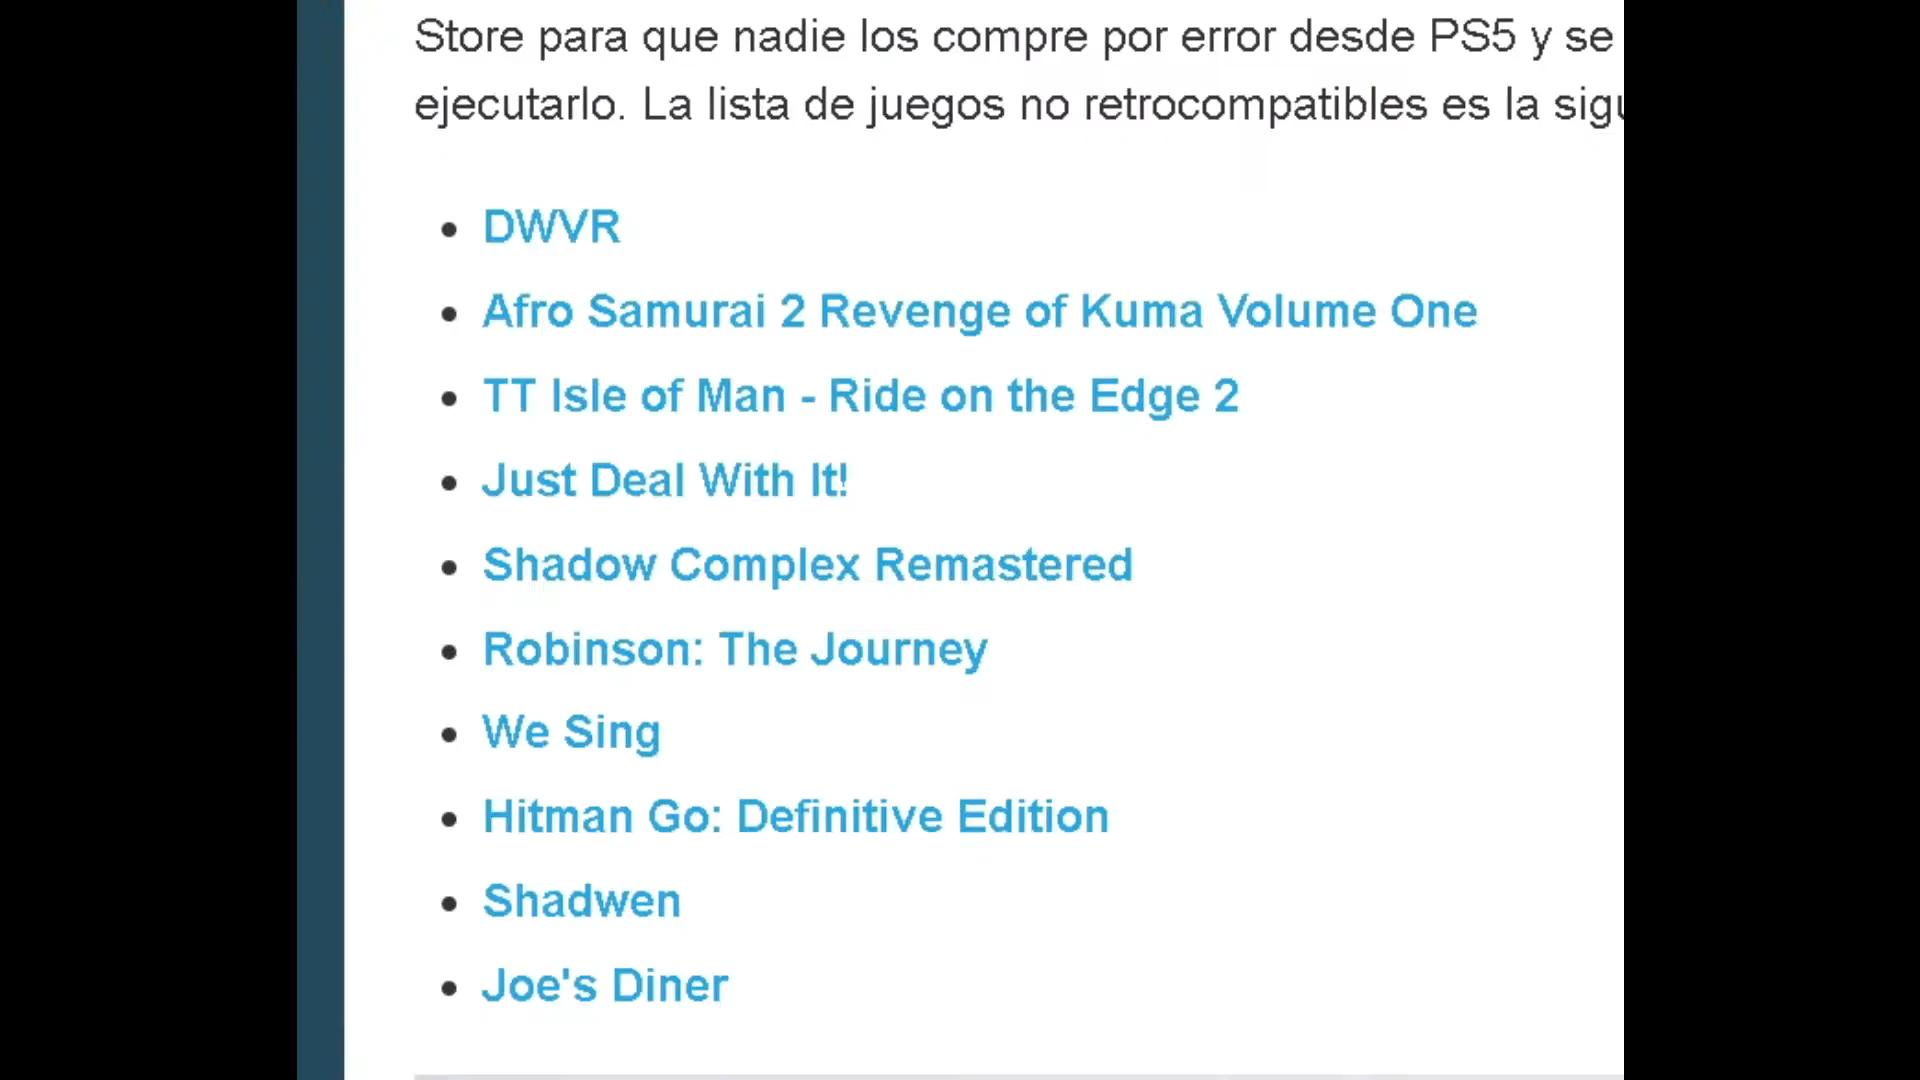 Store para que nadie los compre por error desde PS5 y se
ejecutarlo. La lista de juegos no retrocompatibles es la
DWVR
Afro Samurai 2 Revenge of Kuma Volume One
TT Isle of Man - Ride on the Edge 2
Just Deal With It!
Shadow Complex Remastered
Robinson: The Journey
We Sing
Hitman Go: Definitive Edition
Shadwen
Joe's Diner